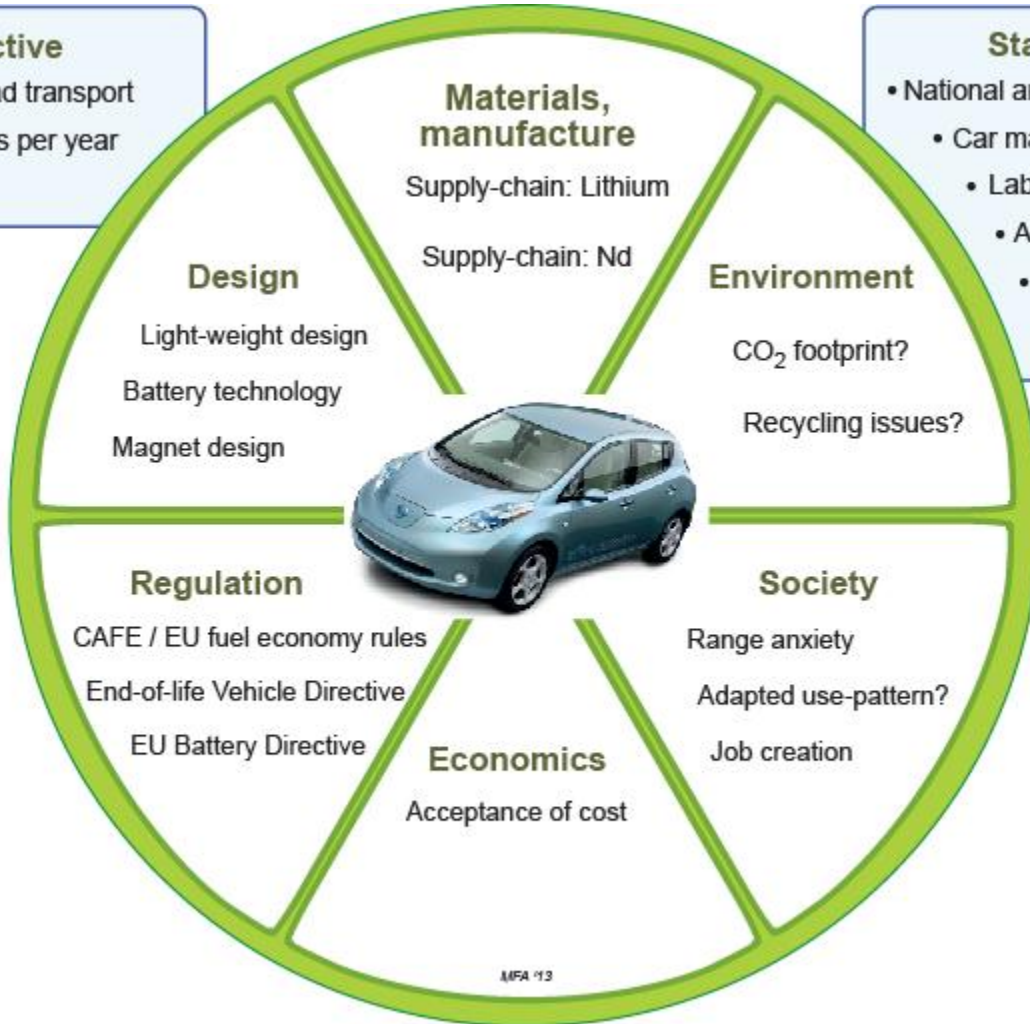 ctive
d transport
s per year
Sta
• National a
• Car ma
• Lab
• A
•
Materials,
manufacture
Supply-chain: Lithium
Supply-chain: Nd
Design
Light-weight design
Battery technology
Magnet design
Environment
CO₂ footprint?
Recycling issues?
Regulation
CAFE / EU fuel economy rules
End-of-life Vehicle Directive
EU Battery Directive
Society
Range anxiety
Adapted use-pattern?
Job creation
Economics
Acceptance of cost
MFA '13